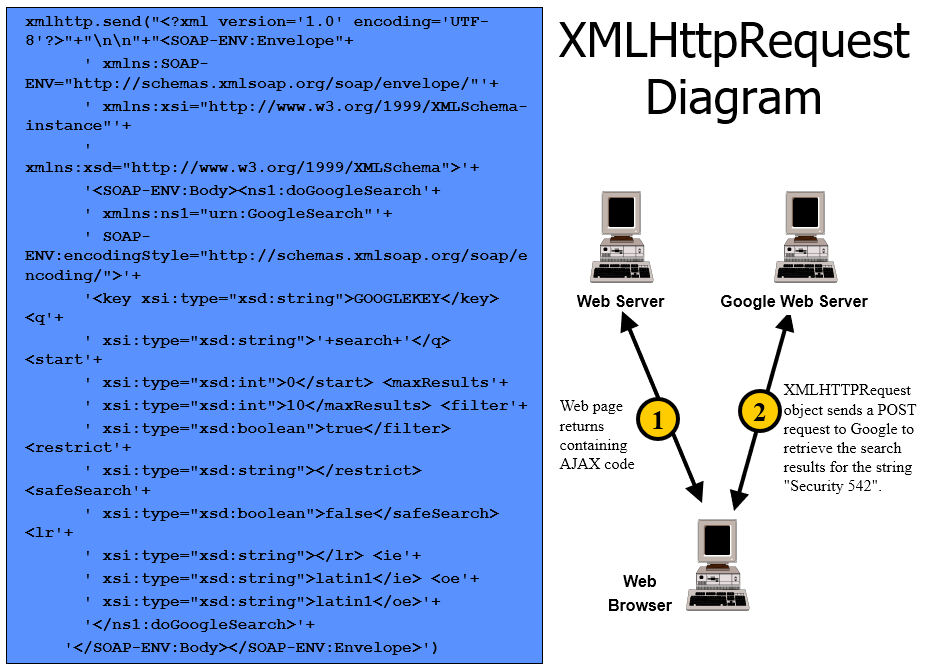 xmlhttp.send("<?xml version='1.0' encoding='UTF-
8'?>"+"\n\n"+"<SOAP-ENV:Envelope"+
' xmlns:SOAP-
ENV="http://schemas.xmlsoap.org/soap/envelope/"'+
' xmlns:xsi="http://www.w3.org/1999/XMLSchema-
instance"'+
'
xmlns:xsd="http://www.w3.org/1999/XMLSchema">'+
'<SOAP-ENV:Body><ns1:doGoogleSearch'+
' xmlns:ns1="urn:GoogleSearch"'+
' SOAP-
ENV:encodingStyle="http://schemas.xmlsoap.org/soap/e
ncoding/">'+
'<key xsi:type="xsd:string">GOOGLEKEY</key>
<q'+
' xsi:type="xsd:string">'+search+'</q>
<start'+
' xsi:type="xsd:int">0</start> <maxResults'+
' xsi:type="xsd:int">10</maxResults> <filter'+
' xsi:type="xsd:boolean">true</filter>
<restrict'+
' xsi:type="xsd:string"></restrict>
<safeSearch'+
' xsi:type="xsd:boolean">false</safeSearch>
<lr'+
' xsi:type="xsd:string"></lr> <ie'+
' xsi:type="xsd:string">latin1</ie> <oe'+
' xsi:type="xsd:string">latin1</oe>'+
'</ns1:doGoogleSearch>'+
'</SOAP-ENV:Body></SOAP-ENV:Envelope>')
XMLHttpRequest
Diagram
Web Server
Google Web Server
1
Web page
returns
containing
AJAX code
2
XMLHTTPRequest
object sends a POST
request to Google to
retrieve the search
results for the string
"Security 542".
Web
Browser